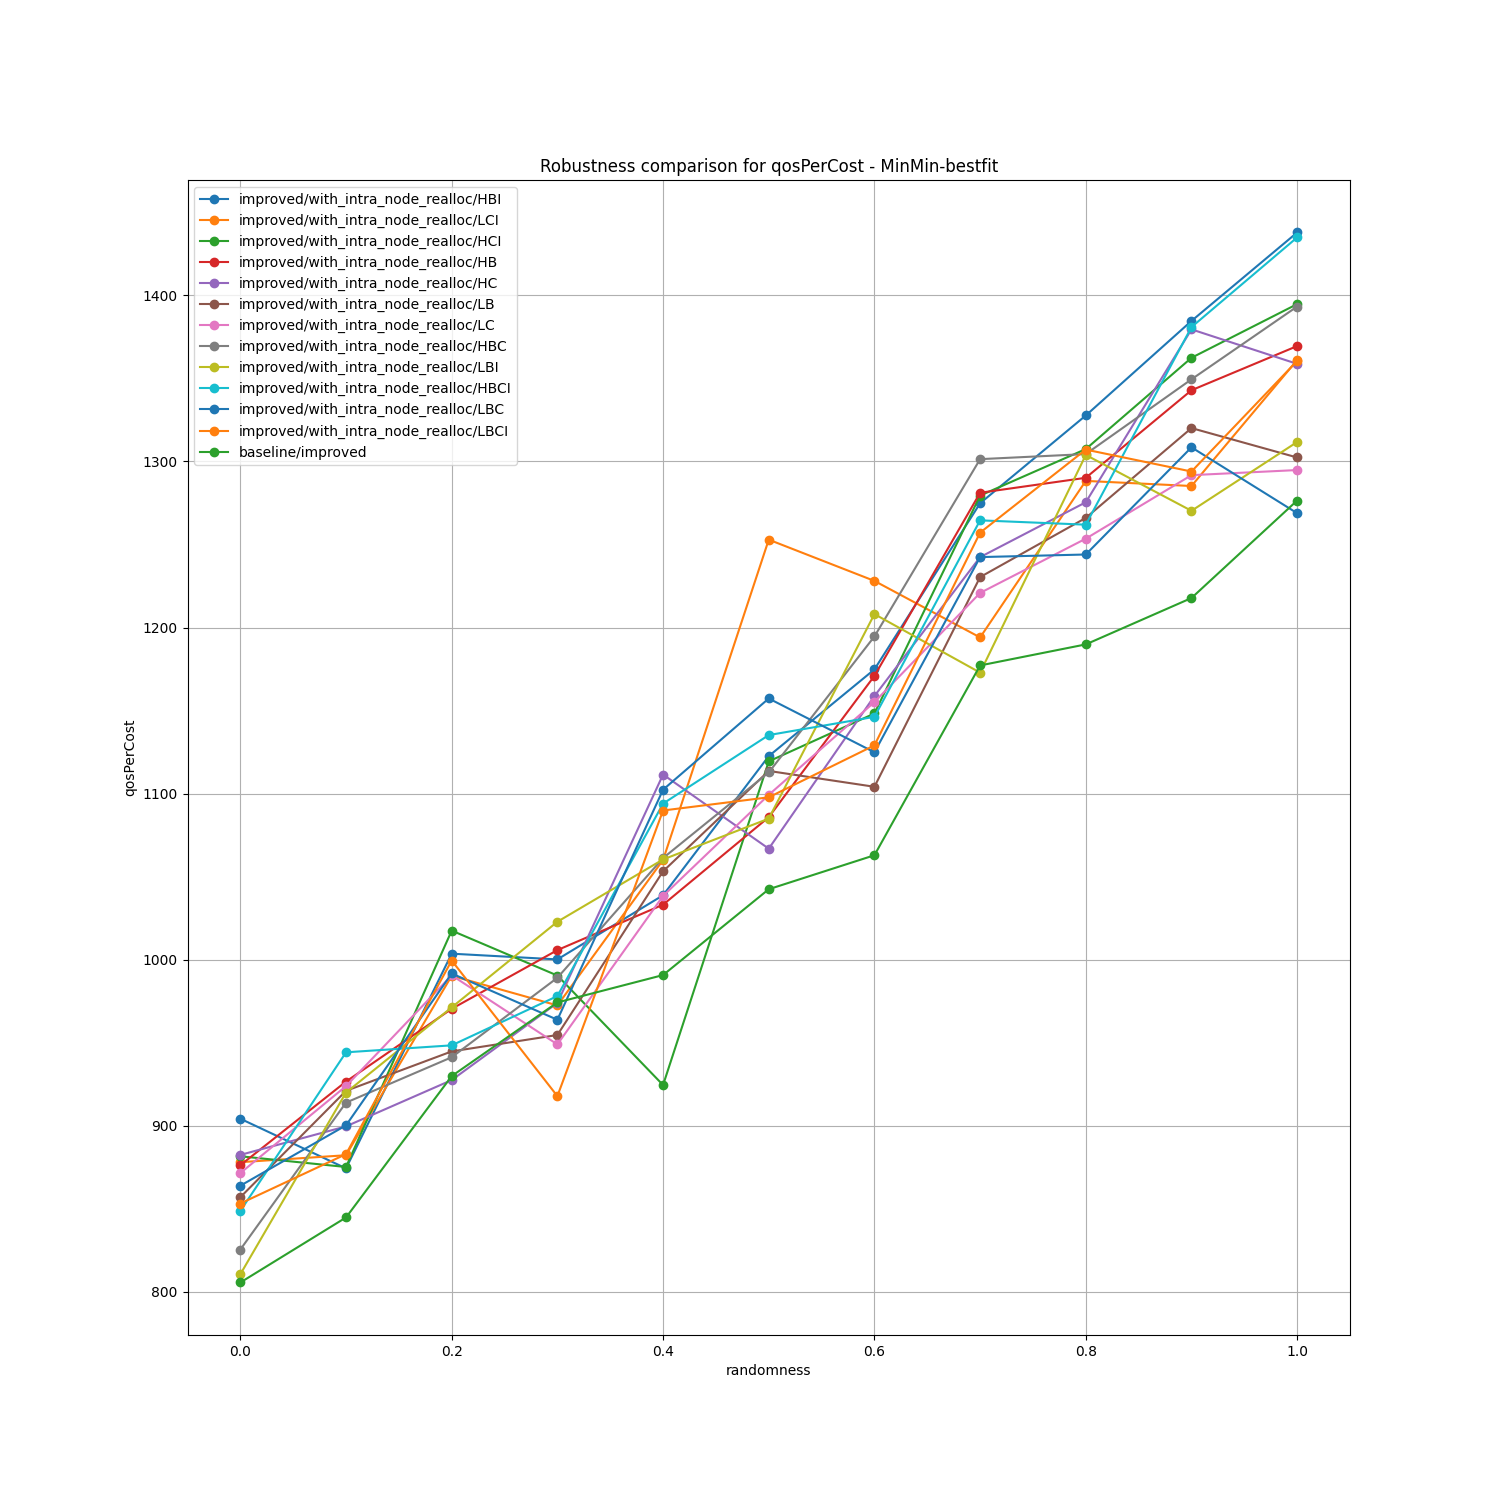 Robustness comparison for qosPerCost - MinMin-bestfit
improved/with_intra_node_realloc/HBI
improved/with_intra_node_realloc/LCI
improved/with_intra_node_realloc/HCI
improved/with_intra_node_realloc/HB
improved/with_intra_node_realloc/HC
improved/with_intra_node_realloc/LB
improved/with_intra_node_realloc/LC
improved/with_intra_node_realloc/HBC
improved/with_intra_node_realloc/LBI
improved/with_intra_node_realloc/HBCI
improved/with_intra_node_realloc/LBC
improved/with_intra_node_realloc/LBCI
baseline/improved
1400
1300
1200
1100
1000
900
800
qosPerCost
0.0 0.2 0.4 0.6 0.8 1.0
randomness